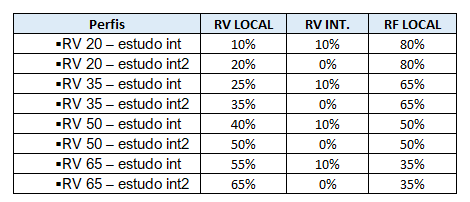 Perfis RV LOCAL RV INT. RF LOCAL
▪RV 20 – estudo int 10% 10% 80%
▪RV 20 – estudo int2 20% 0% 80%
▪RV 35 – estudo int 25% 10% 65%
▪RV 35 – estudo int2 35% 0% 65%
▪RV 50 – estudo int 40% 10% 50%
▪RV 50 – estudo int2 50% 0% 50%
▪RV 65 – estudo int 55% 10% 35%
▪RV 65 – estudo int2 65% 0% 35%